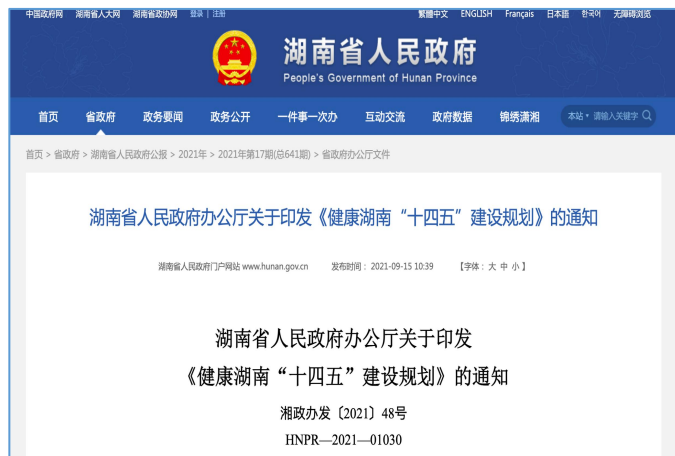 中国政府网 湖南省人大网 湖南省政协网 登录 | 注册 繁體中文 ENGLISH Français 日本語 한국어 无障碍浏览
湖南省人民政府
People's Government of Hunan Province
首页 省政府 政务要闻 政务公开 一件事一次办 互动交流 政府数据 锦绣潇湘 本站 请输入关键字
首页 > 省政府 > 湖南省人民政府公报 > 2021年 > 2021年第17期(总641期) > 省政府办公厅文件
湖南省人民政府办公厅关于印发《健康湖南“十四五”建设规划》的通知
湖南省人民政府门户网站 www.hunan.gov.cn 发布时间：2021-09-15 10:39 【字体：大 中 小】
湖南省人民政府办公厅关于印发
《健康湖南“十四五”建设规划》的通知
湘政办发〔2021〕48号
HNPR—2021—01030